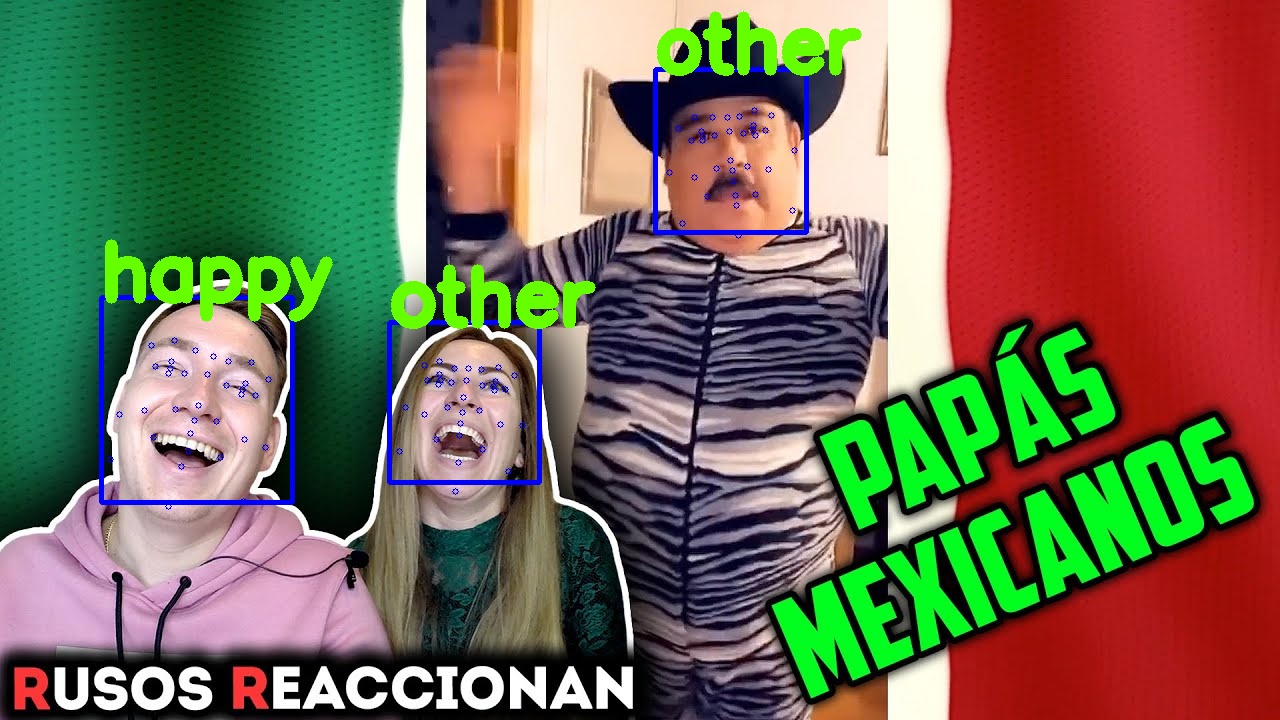 other
happy
other
PAPÁS
MEXICANOS
RUSOS REACCIONAN